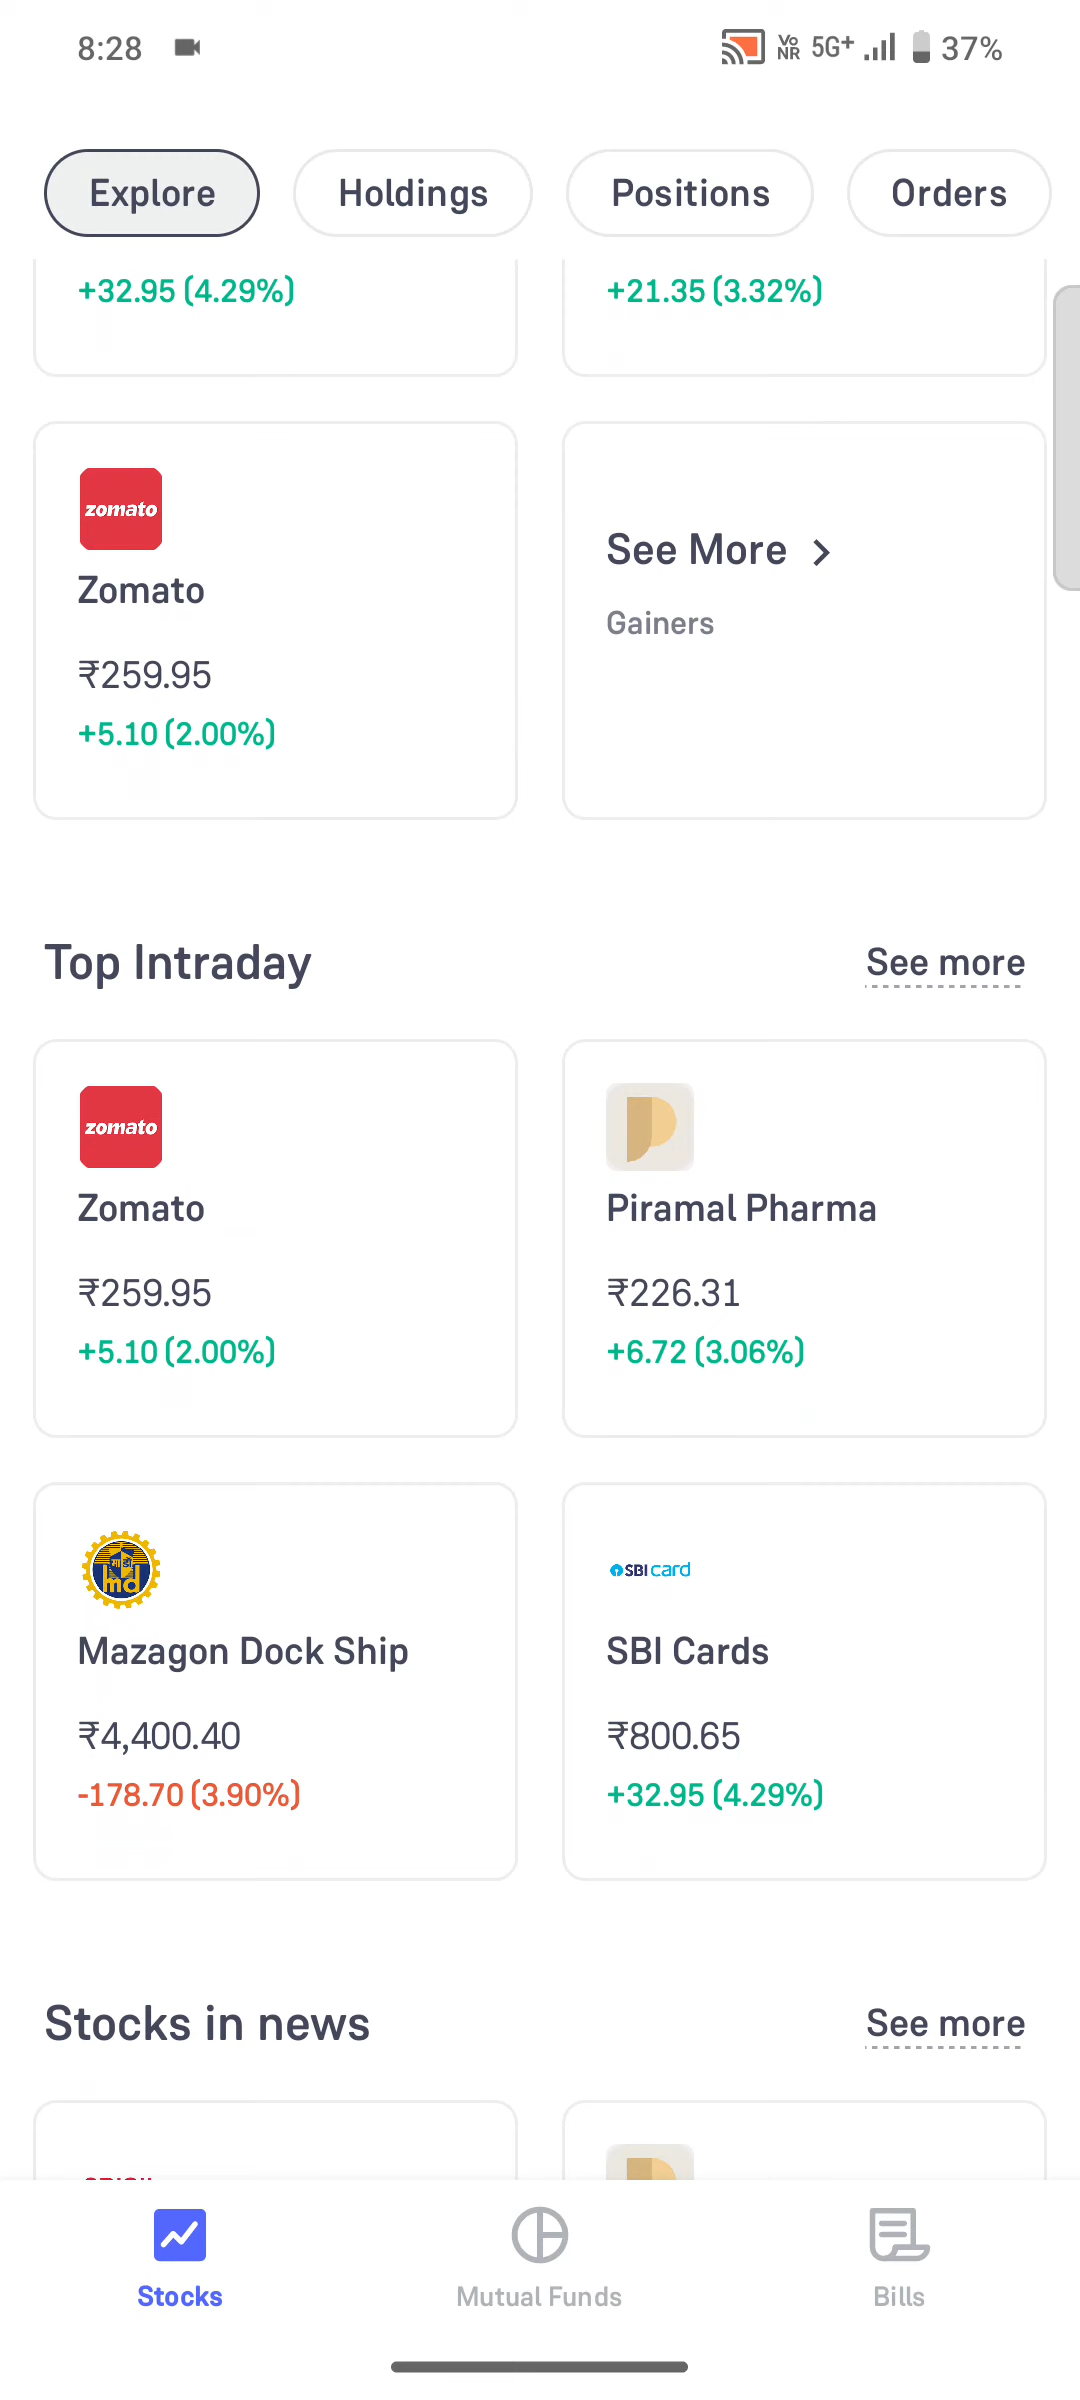 8:28
Vo NR 5G+ 37%
Explore Holdings Positions Orders
+32.95 (4.29%) +21.35 (3.32%)
zomato
Zomato
₹259.95
+5.10 (2.00%)
See More
Gainers
Top Intraday See more
zomato
Zomato
₹259.95
+5.10 (2.00%)
Piramal Pharma
₹226.31
+6.72 (3.06%)
md
Mazagon Dock Ship
₹4,400.40
-178.70 (3.90%)
SBI card
SBI Cards
₹800.65
+32.95 (4.29%)
Stocks in news See more
Stocks Mutual Funds Bills